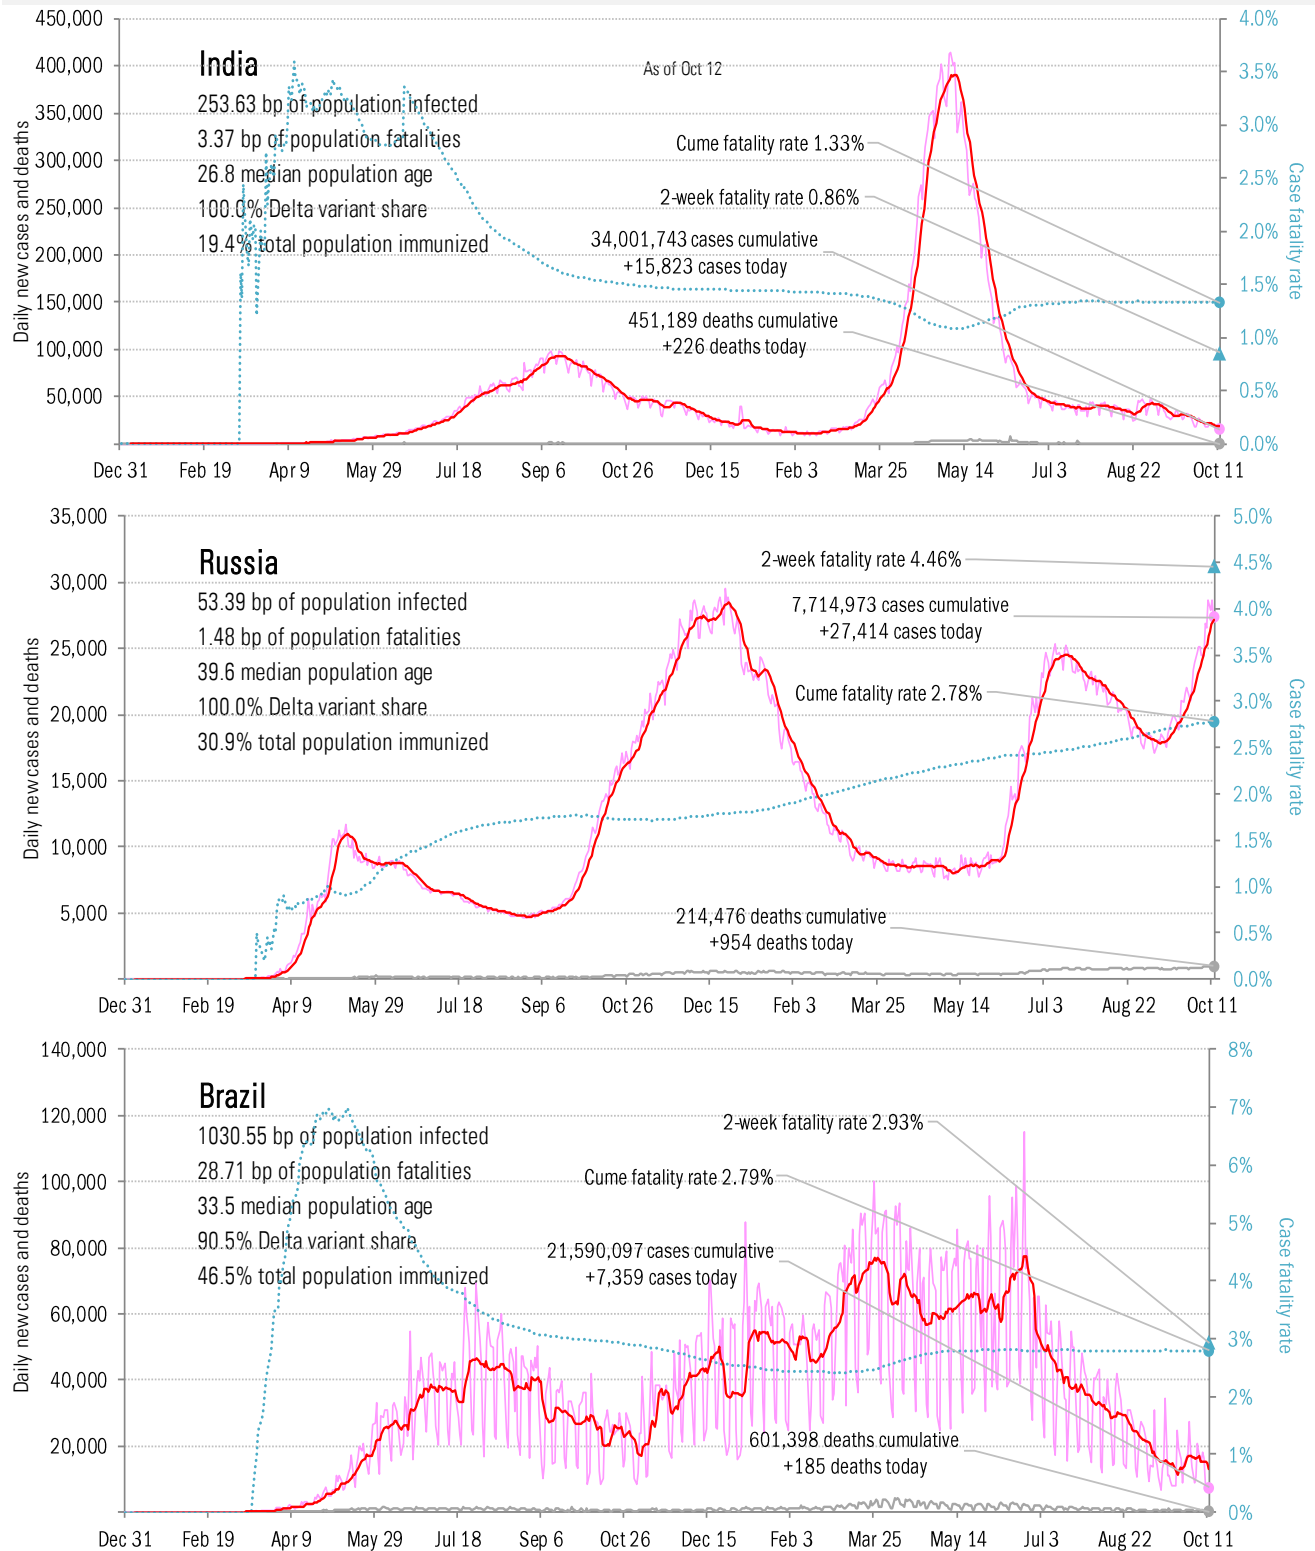 450,000
400,000
350,000
300,000
250,000
200,000
150,000
100,000
50,000
Daily new cases and deaths
India
253.63 bp of population infected
3.37 bp of population fatalities
26.8 median population age
100.0% Delta variant share
19.4% total population immunized
As of Oct 12
Cume fatality rate 1.33%
2-week fatality rate 0.86%
34,001,743 cases cumulative
+15,823 cases today
451,189 deaths cumulative
+226 deaths today
4.0%
3.5%
3.0%
2.5%
2.0%
1.5%
1.0%
0.5%
0.0%
Case fatality rate
Dec 31 Feb 19 Apr 9 May 29 Jul 18 Sep 6 Oct 26 Dec 15 Feb 3 Mar 25 May 14 Jul 3 Aug 22 Oct 11
35,000
30,000
25,000
20,000
15,000
10,000
5,000
Daily new cases and deaths
Russia
53.39 bp of population infected
1.48 bp of population fatalities
39.6 median population age
100.0% Delta variant share
30.9% total population immunized
2-week fatality rate 4.46%
7,714,973 cases cumulative
+27,414 cases today
Cume fatality rate 2.78%
214,476 deaths cumulative
+954 deaths today
5.0%
4.5%
4.0%
3.5%
3.0%
2.5%
2.0%
1.5%
1.0%
0.5%
0.0%
Case fatality rate
Dec 31 Feb 19 Apr 9 May 29 Jul 18 Sep 6 Oct 26 Dec 15 Feb 3 Mar 25 May 14 Jul 3 Aug 22 Oct 11
140,000
120,000
100,000
80,000
60,000
40,000
20,000
Daily new cases and deaths
Brazil
1030.55 bp of population infected
28.71 bp of population fatalities
33.5 median population age
90.5% Delta variant share
46.5% total population immunized
2-week fatality rate 2.93%
Cume fatality rate 2.79%
21,590,097 cases cumulative
+7,359 cases today
601,398 deaths cumulative
+185 deaths today
8%
7%
6%
5%
4%
3%
2%
1%
0%
Case fatality rate
Dec 31 Feb 19 Apr 9 May 29 Jul 18 Sep 6 Oct 26 Dec 15 Feb 3 Mar 25 May 14 Jul 3 Aug 22 Oct 11